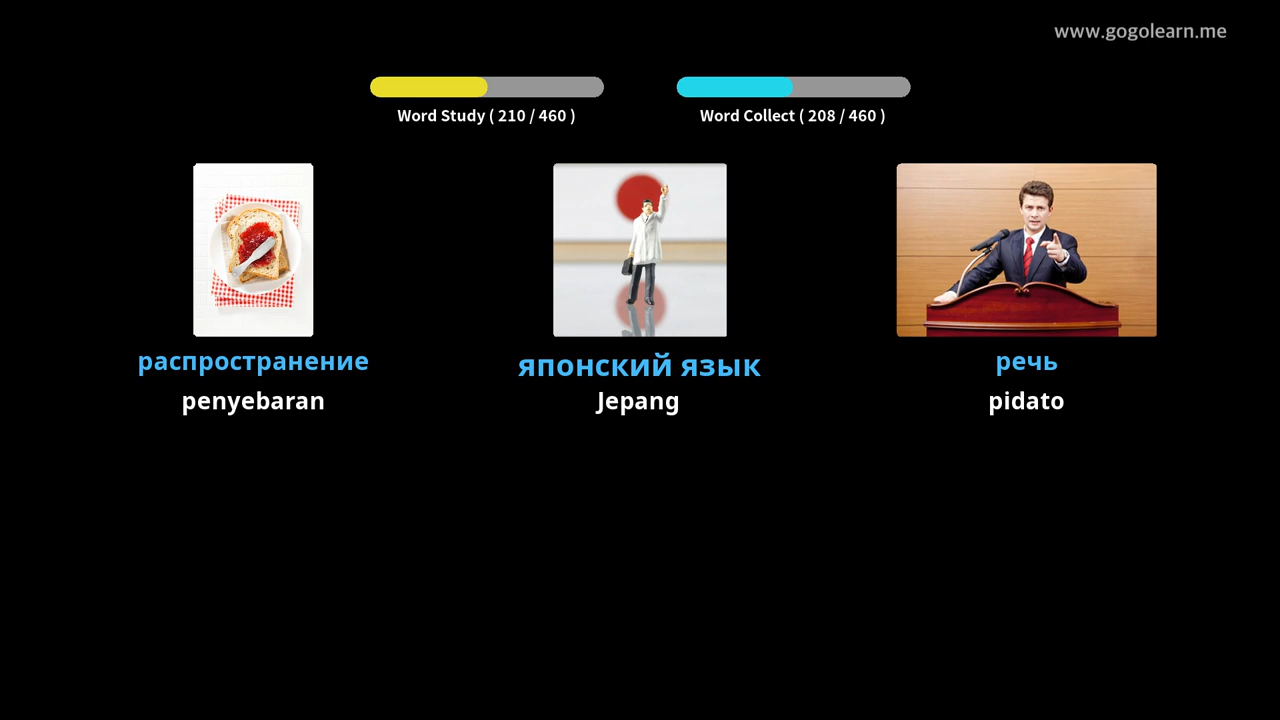 www.gogolearn.me
Word Study ( 210 / 460 )
Word Collect ( 208 / 460 )
распространение
penyebaran
японский язык
Jepang
речь
pidato